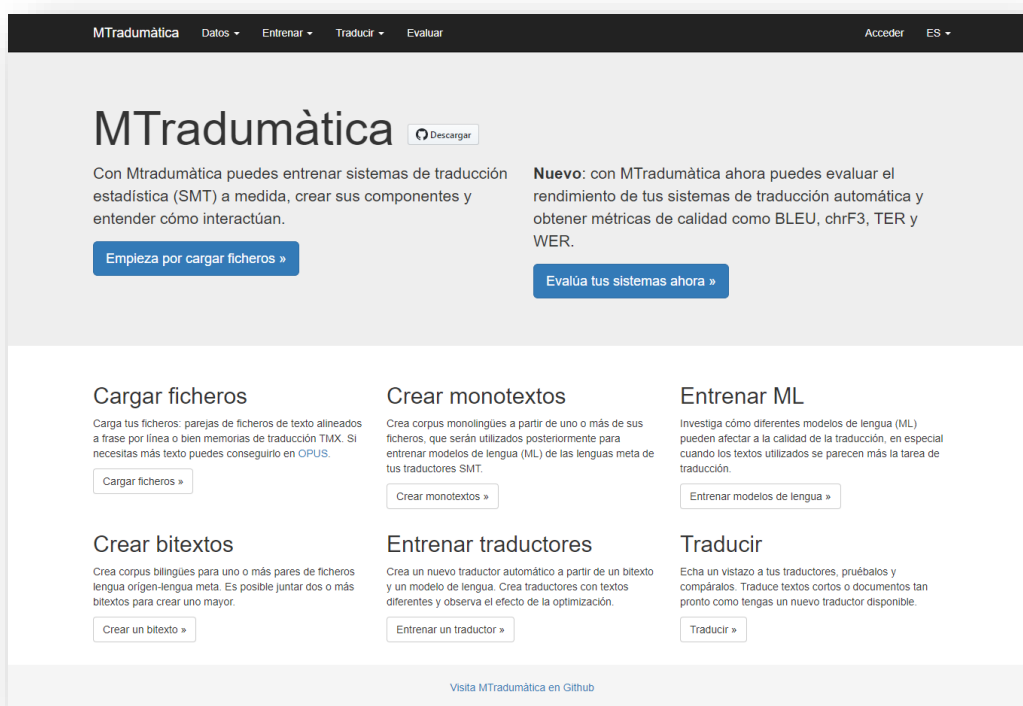 MTradumàtica Datos Entrenar Traducir Evaluar Acceder ES
MTradumàtica Descargar
Con Mtradumàtica puedes entrenar sistemas de traducción
estadística (SMT) a medida, crear sus componentes y
entender cómo interactúan.
Empieza por cargar ficheros »
Nuevo: con MTradumàtica ahora puedes evaluar el
rendimiento de tus sistemas de traducción automática y
obtener métricas de calidad como BLEU, chrF3, TER y
WER.
Evalúa tus sistemas ahora »
Cargar ficheros
Carga tus ficheros: parejas de ficheros de texto alineados
a frase por línea o bien memorias de traducción TMX. Si
necesitas más texto puedes conseguirlo en OPUS.
Cargar ficheros »
Crear monotextos
Crea corpus monolingües a partir de uno o más de sus
ficheros, que serán utilizados posteriormente para
entrenar modelos de lengua (ML) de las lenguas meta de
tus traductores SMT.
Crear monotextos »
Entrenar ML
Investiga cómo diferentes modelos de lengua (ML)
pueden afectar a la calidad de la traducción, en especial
cuando los textos utilizados se parecen más la tarea de
traducción.
Entrenar modelos de lengua »
Crear bitextos
Crea corpus bilingües para uno o más pares de ficheros
lengua orígen-lengua meta. Es posible juntar dos o más
bitextos para crear uno mayor.
Crear un bitexto »
Entrenar traductores
Crea un nuevo traductor automático a partir de un bitexto
y un modelo de lengua. Crea traductores con textos
diferentes y observa el efecto de la optimización.
Entrenar un traductor »
Traducir
Echa un vistazo a tus traductores, pruébalos y
compáralos. Traduce textos cortos o documentos tan
pronto como tengas un nuevo traductor disponible.
Traducir »
Visita MTradumàtica en Github